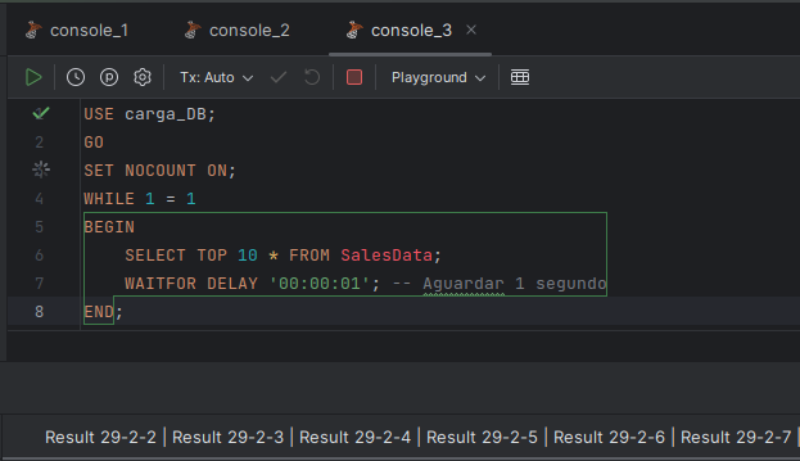 console_1 console_2 console_3
Tx: Auto Playground
USE carga_DB;
2 GO
SET NOCOUNT ON;
4 WHILE 1 = 1
5 BEGIN
6 SELECT TOP 10 * FROM SalesData;
7 WAITFOR DELAY '00:00:01'; -- Aguardar 1 segundo
8 END;
Result 29-2-2 | Result 29-2-3 | Result 29-2-4 | Result 29-2-5 | Result 29-2-6 | Result 29-2-7 |